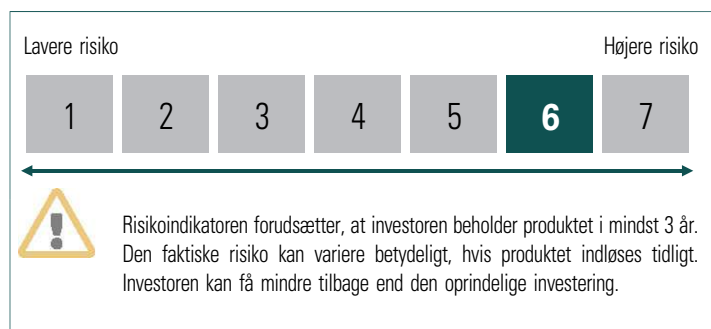 Lavere risiko Højere risiko
1 2 3 4 5 6 7
Risikoindikatoren forudsætter, at investoren beholder produktet i mindst 3 år.
Den faktiske risiko kan variere betydeligt, hvis produktet indløses tidligt.
Investoren kan få mindre tilbage end den oprindelige investering.